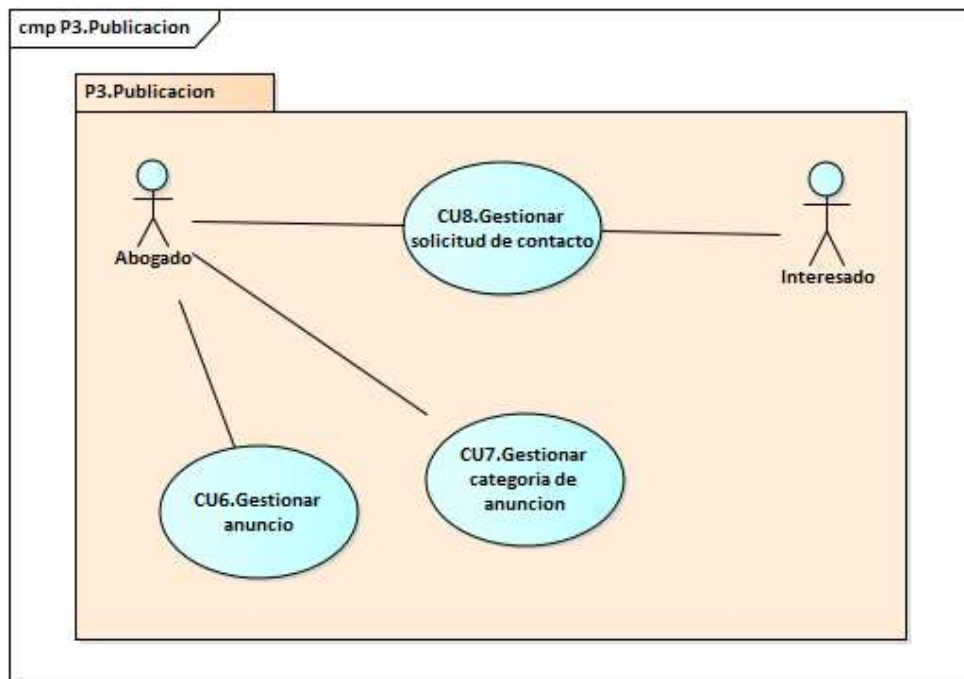 cmp P3.Publicacion
P3.Publicacion
Abogado
CU8.Gestionar
solicitud de contacto
Interesado
CU6.Gestionar
anuncio
CU7.Gestionar
categoria de
anuncion